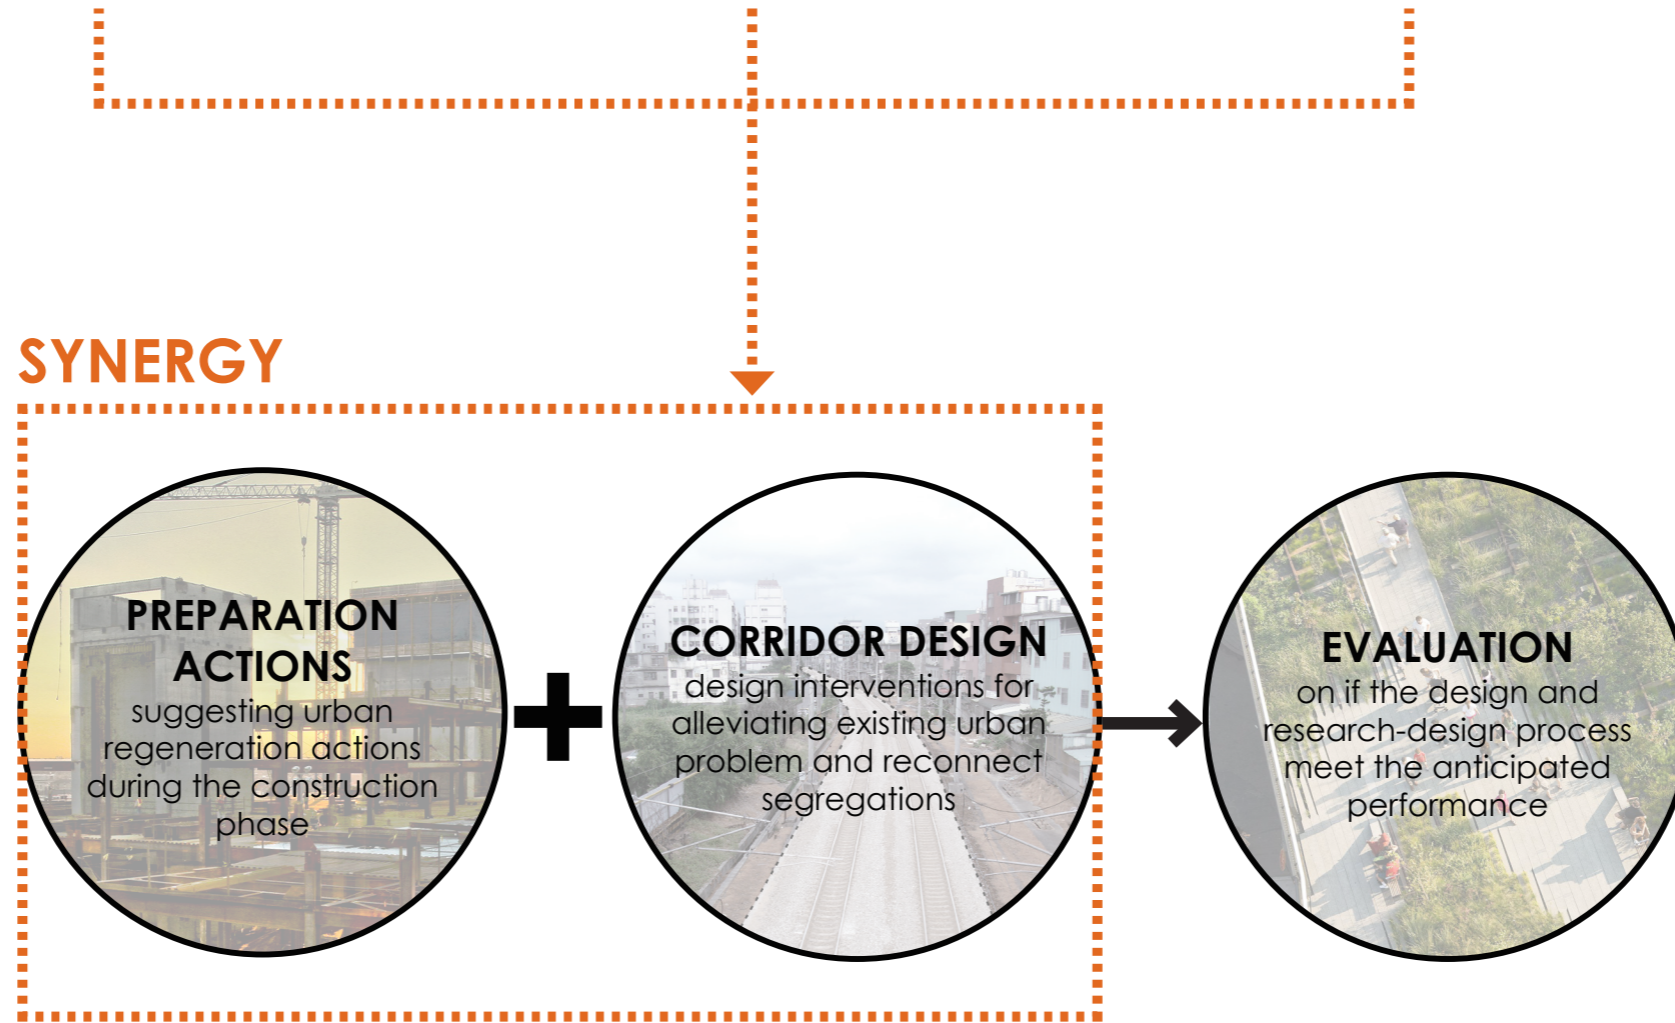 SYNERGY
PREPARATION
ACTIONS
suggesting urban
regeneration actions
during the construction
phase
CORRIDOR DESIGN
design interventions for
alleviating existing urban
problem and reconnect
segregations
EVALUATION
on if the design and
research-design process
meet the anticipated
performance